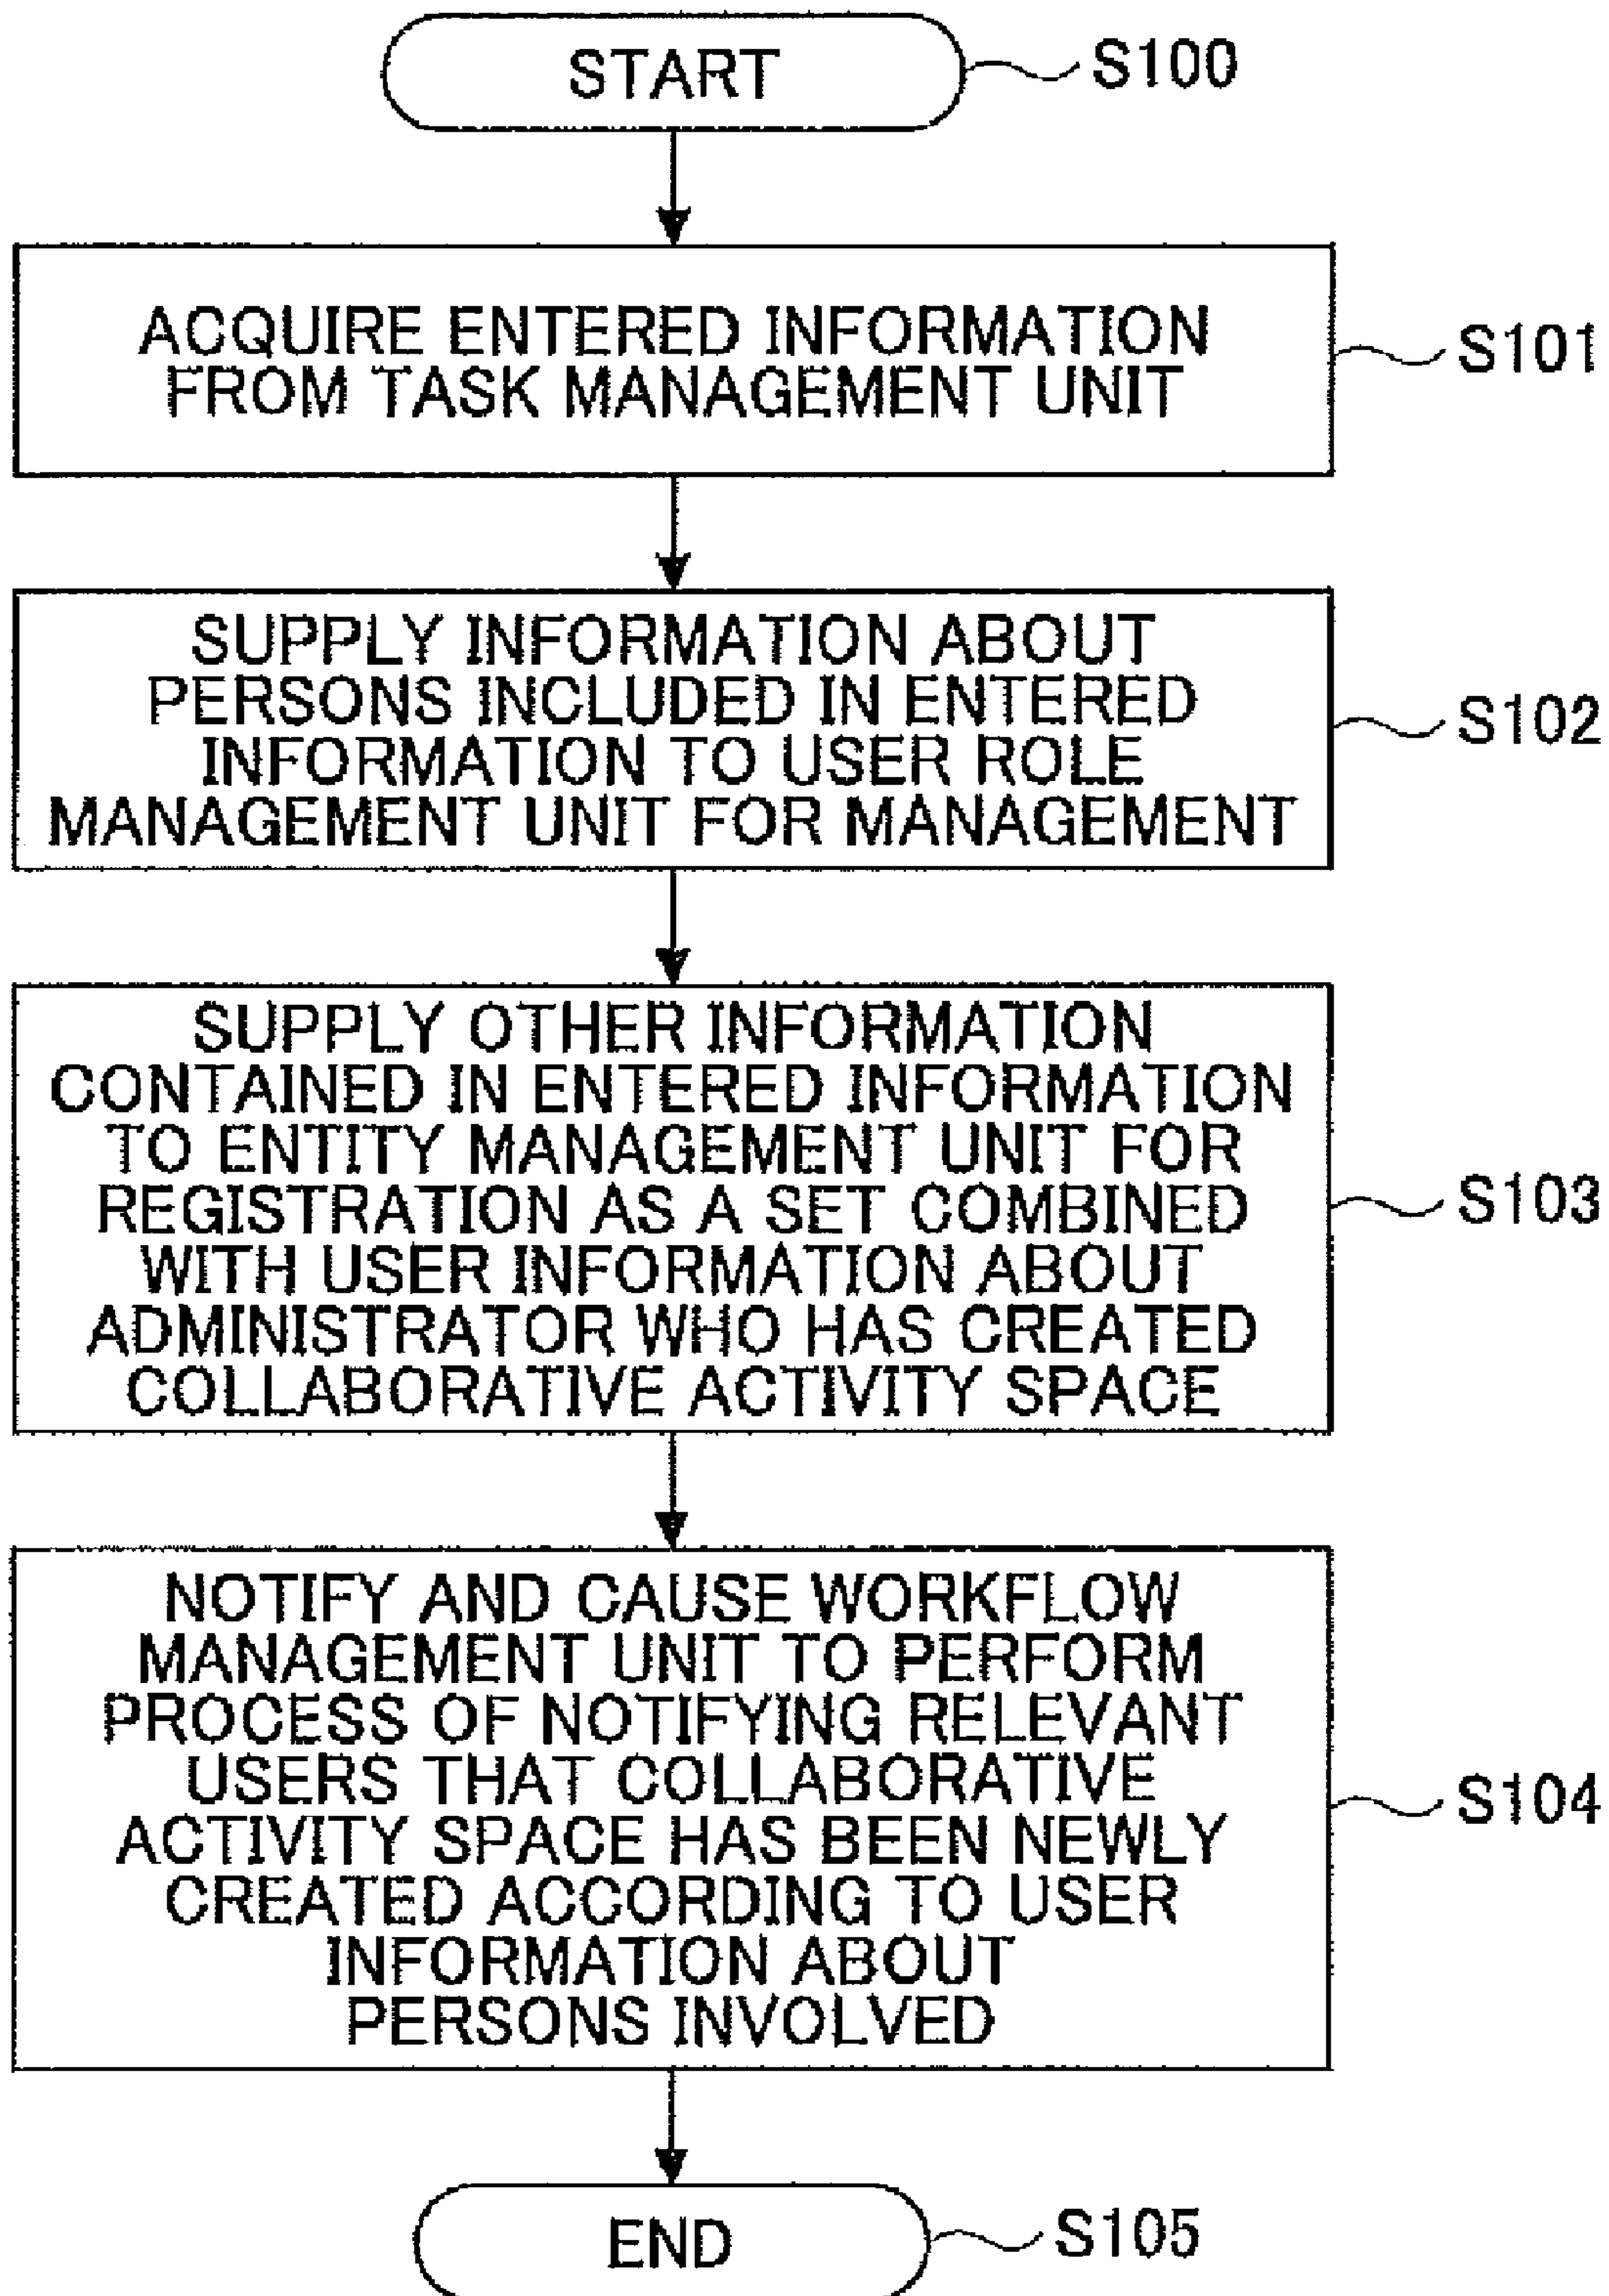 START
S100
ACQUIRE ENTERED INFORMATION
FROM TASK MANAGEMENT UNIT
S101
SUPPLY INFORMATION ABOUT
PERSONS INCLUDED IN ENTERED
INFORMATION TO USER ROLE
MANAGEMENT UNIT FOR MANAGEMENT
S102
SUPPLY OTHER INFORMATION
CONTAINED IN ENTERED INFORMATION
TO ENTITY MANAGEMENT UNIT FOR
REGISTRATION AS A SET COMBINED
WITH USER INFORMATION ABOUT
ADMINISTRATOR WHO HAS CREATED
COLLABORATIVE ACTIVITY SPACE
S103
NOTIFY AND CAUSE WORKFLOW
MANAGEMENT UNIT TO PERFORM
PROCESS OF NOTIFYING RELEVANT
USERS THAT COLLABORATIVE
ACTIVITY SPACE HAS BEEN NEWLY
CREATED ACCORDING TO USER
INFORMATION ABOUT
PERSONS INVOLVED
S104
END
S105